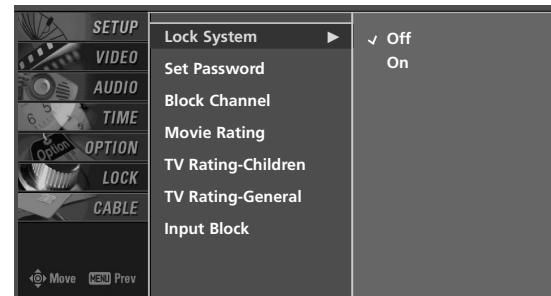 SETUP
VIDEO
AUDIO
TIME
Option OPTION
LOCK
CABLE
Move MENU Prev
Lock System
Set Password
Block Channel
Movie Rating
TV Rating-Children
TV Rating-General
Input Block
Off
On